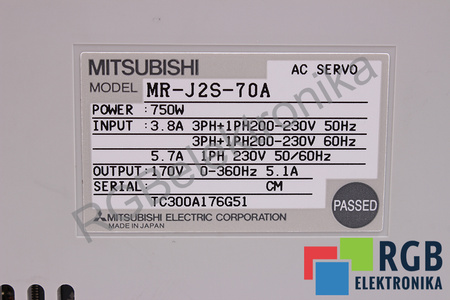 MITSUBISHI AC SERVO
MODEL MR-J2S-70A
POWER : 750W
INPUT : 3.8A 3PH+1PH200-230V 50Hz
3PH+1PH200-230V 60Hz
5.7A 1PH 230V 50/60Hz
OUTPUT: 170V 0-360Hz 5.1A
SERIAL: CM
TC300A176G51
MITSUBISHI ELECTRIC CORPORATION
MADE IN JAPAN
PASSED
RGBelektronika
RGB
ELEKTRONIKA